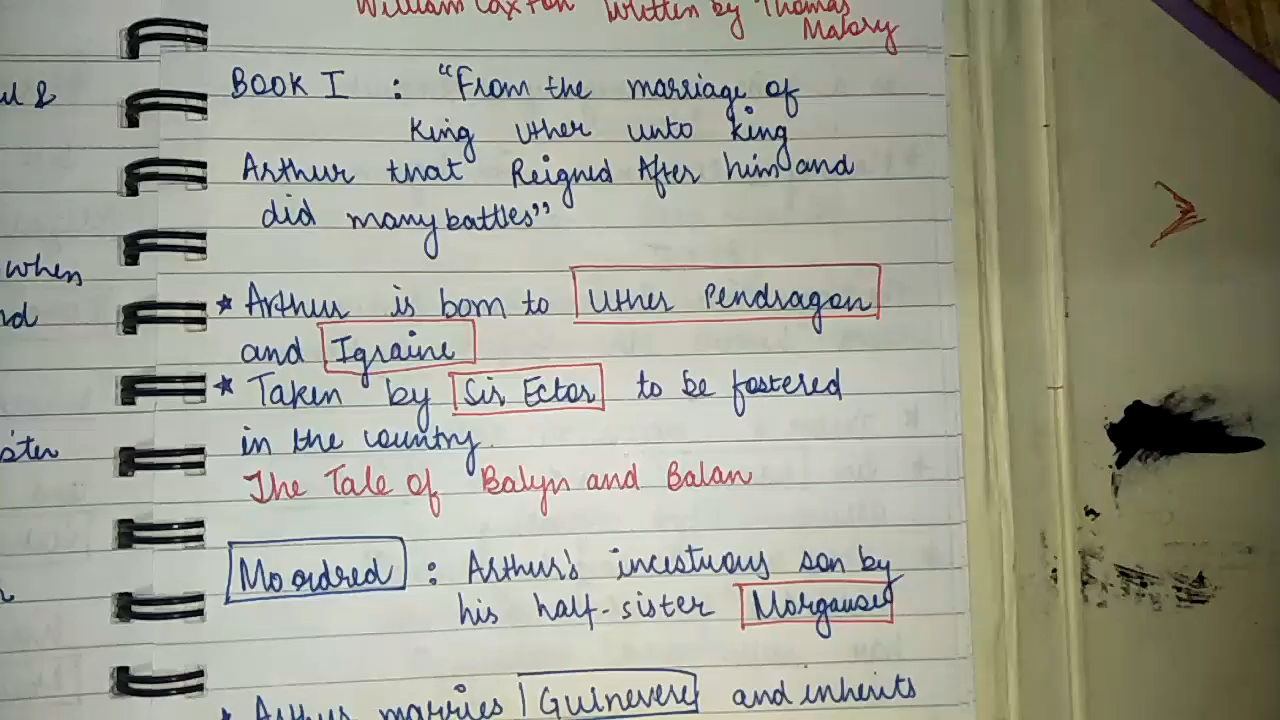 William Caxton Written by Thomas
Malory
BOOK I : "From the marriage of
King Uther unto King
Arthur that Reigned After him and
did many battles"
* Arthur is born to Uther Pendragon
and Igraine
* Taken by Sir Ector to be fostered
in the country.
The Tale of Balyn and Balan
Moordred : Arthur's incestuous son by
his half-sister Morgause
* Arthur marries Guinevere and inherits
&
when